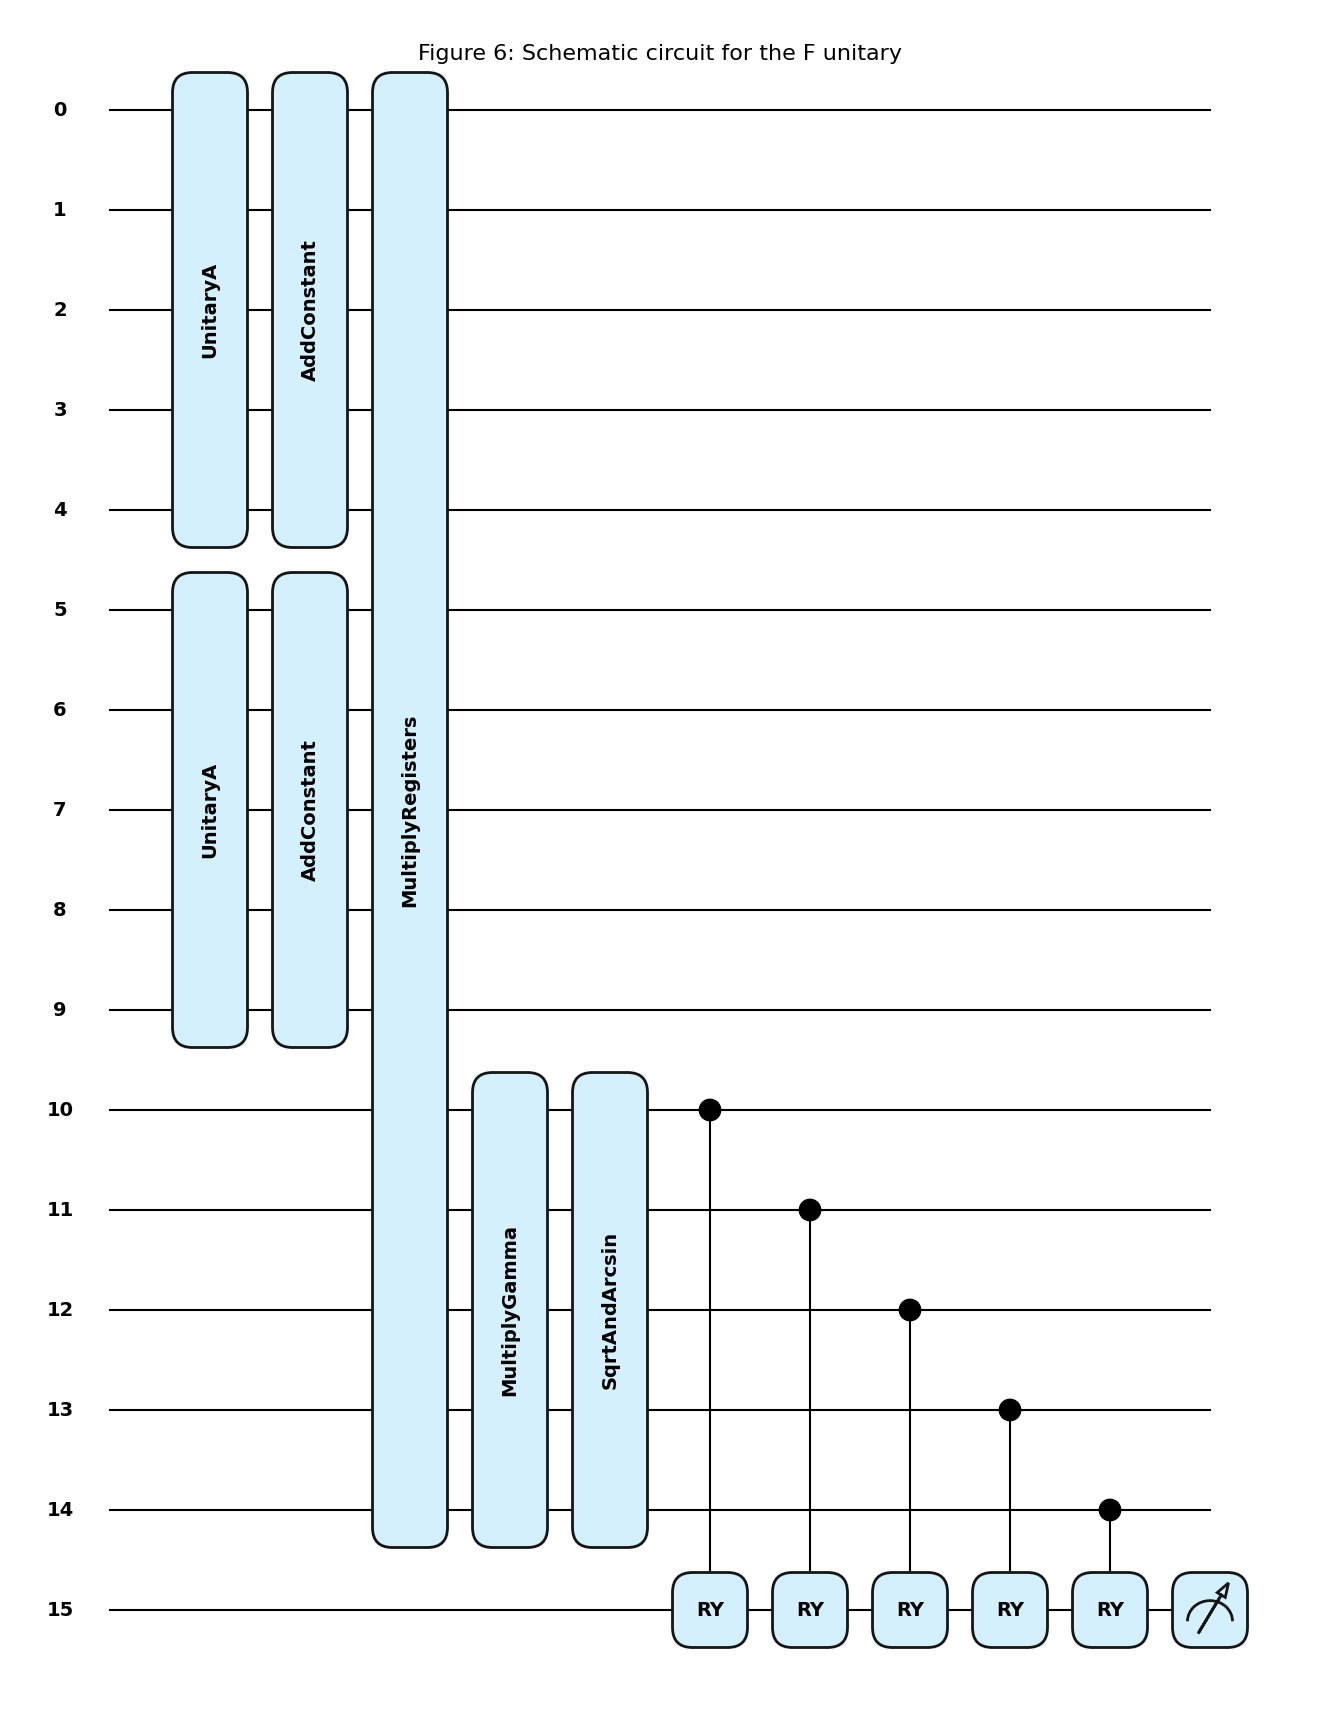 Figure 6: Schematic circuit for the F unitary
0
1
2
3
4
5
6
7
8
9
10
11
12
13
14
15
UnitaryA
AddConstant
UnitaryA
AddConstant
MultiplyRegisters
MultiplyGamma
SqrtAndArcsin
RY
RY
RY
RY
RY